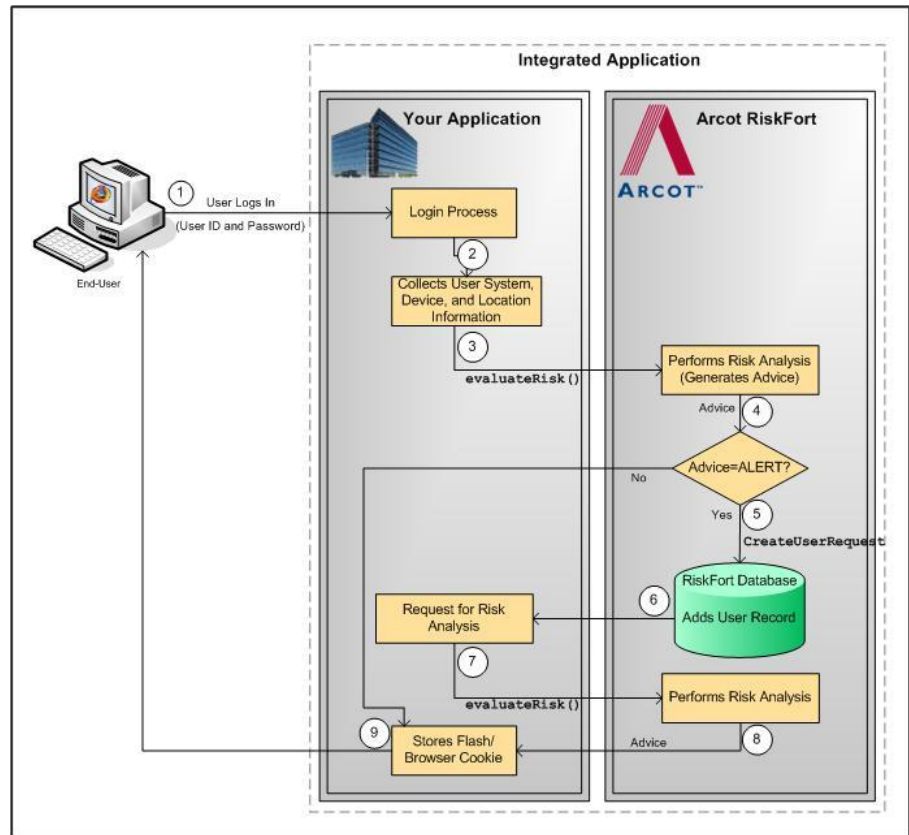 Integrated Application
Your Application
Arcot RiskFort
ARCOT™
1
User Logs In
(User ID and Password)
End-User
Login Process
2
Collects User System,
Device, and Location
Information
3
evaluateRisk()
Performs Risk Analysis
(Generates Advice)
Advice
4
Advice=ALERT?
No
Yes
5
CreateUserRequest
RiskFort Database
Adds User Record
6
Request for Risk
Analysis
7
evaluateRisk()
Performs Risk Analysis
8
Advice
9
Stores Flash/
Browser Cookie